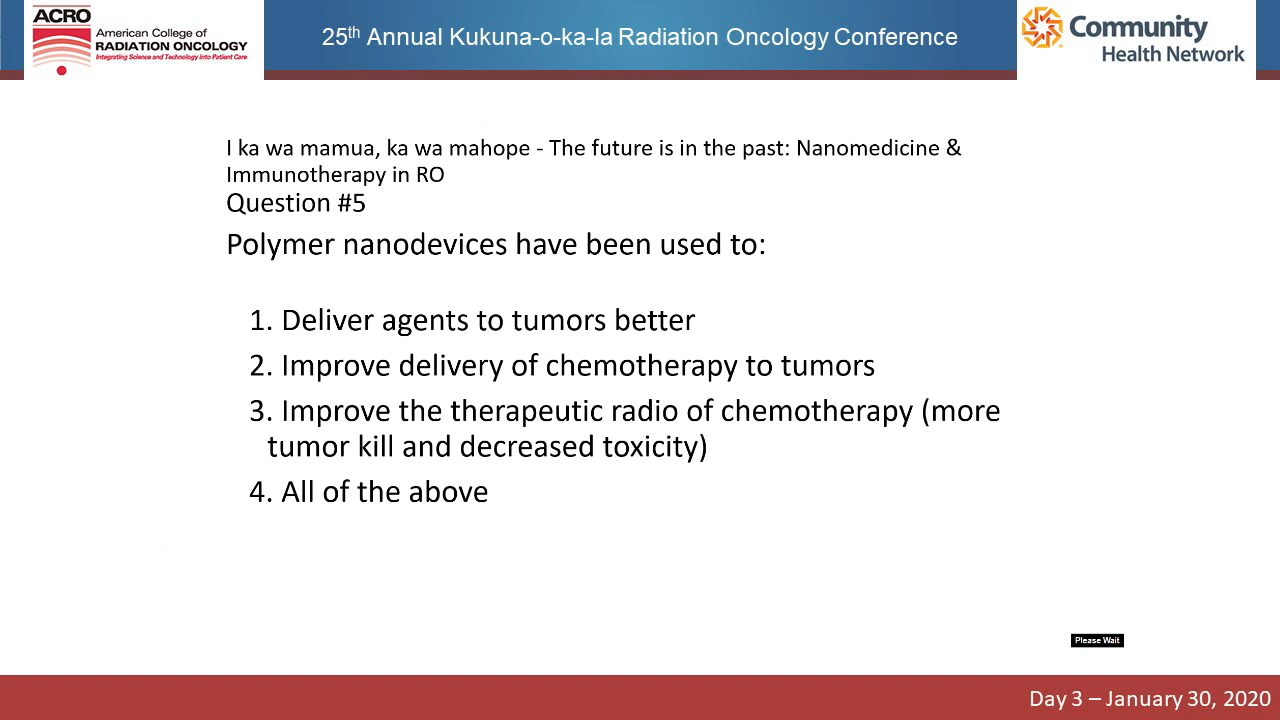 ACRO
American College of
RADIATION ONCOLOGY
Integrating Science and Technology Into Patient Care
25th Annual Kukuna-o-ka-la Radiation Oncology Conference
Community
Health Network
I ka wa mamua, ka wa mahope - The future is in the past: Nanomedicine &
Immunotherapy in RO
Question #5
Polymer nanodevices have been used to:
1. Deliver agents to tumors better
2. Improve delivery of chemotherapy to tumors
3. Improve the therapeutic radio of chemotherapy (more
tumor kill and decreased toxicity)
4. All of the above
Please Wait
Day 3 – January 30, 2020